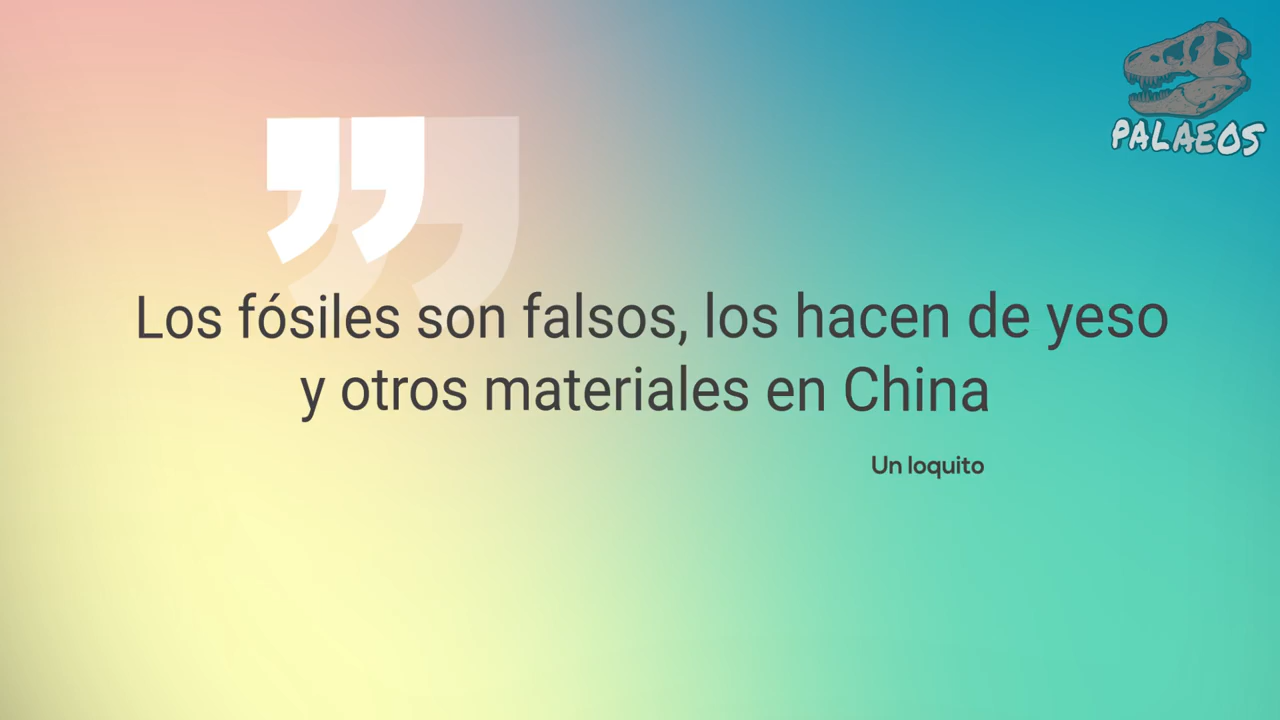 PALAEOS
Los fósiles son falsos, los hacen de yeso
y otros materiales en China
Un loquito